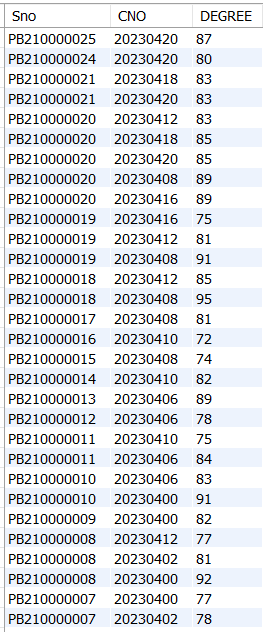 Sno CNO DEGREE
PB210000025 20230420 87
PB210000024 20230420 80
PB210000021 20230418 83
PB210000021 20230420 83
PB210000020 20230412 83
PB210000020 20230418 85
PB210000020 20230420 85
PB210000020 20230408 89
PB210000020 20230416 89
PB210000019 20230416 75
PB210000019 20230412 81
PB210000019 20230408 91
PB210000018 20230412 85
PB210000018 20230408 95
PB210000017 20230408 81
PB210000016 20230410 72
PB210000015 20230408 74
PB210000014 20230410 82
PB210000013 20230406 89
PB210000012 20230406 78
PB210000011 20230410 75
PB210000011 20230406 84
PB210000010 20230406 83
PB210000010 20230400 91
PB210000009 20230400 82
PB210000008 20230412 77
PB210000008 20230402 81
PB210000008 20230400 92
PB210000007 20230400 77
PB210000007 20230402 78